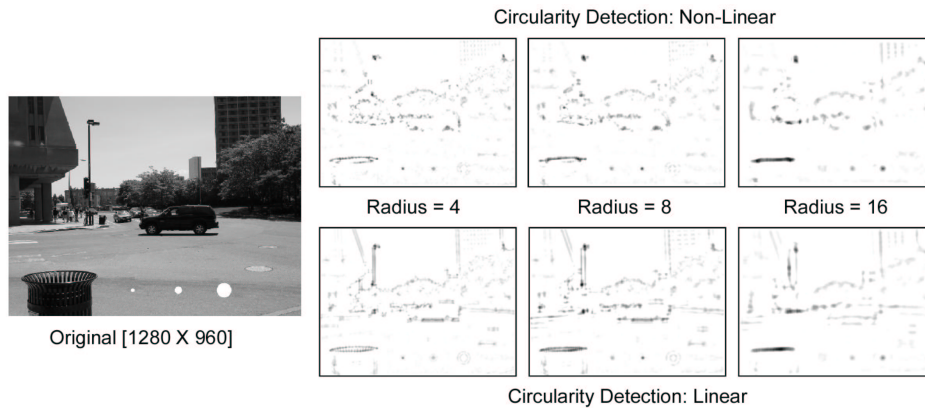 Circularity Detection: Non-Linear
Radius = 4
Radius = 8
Radius = 16
Original [1280 X 960]
Circularity Detection: Linear